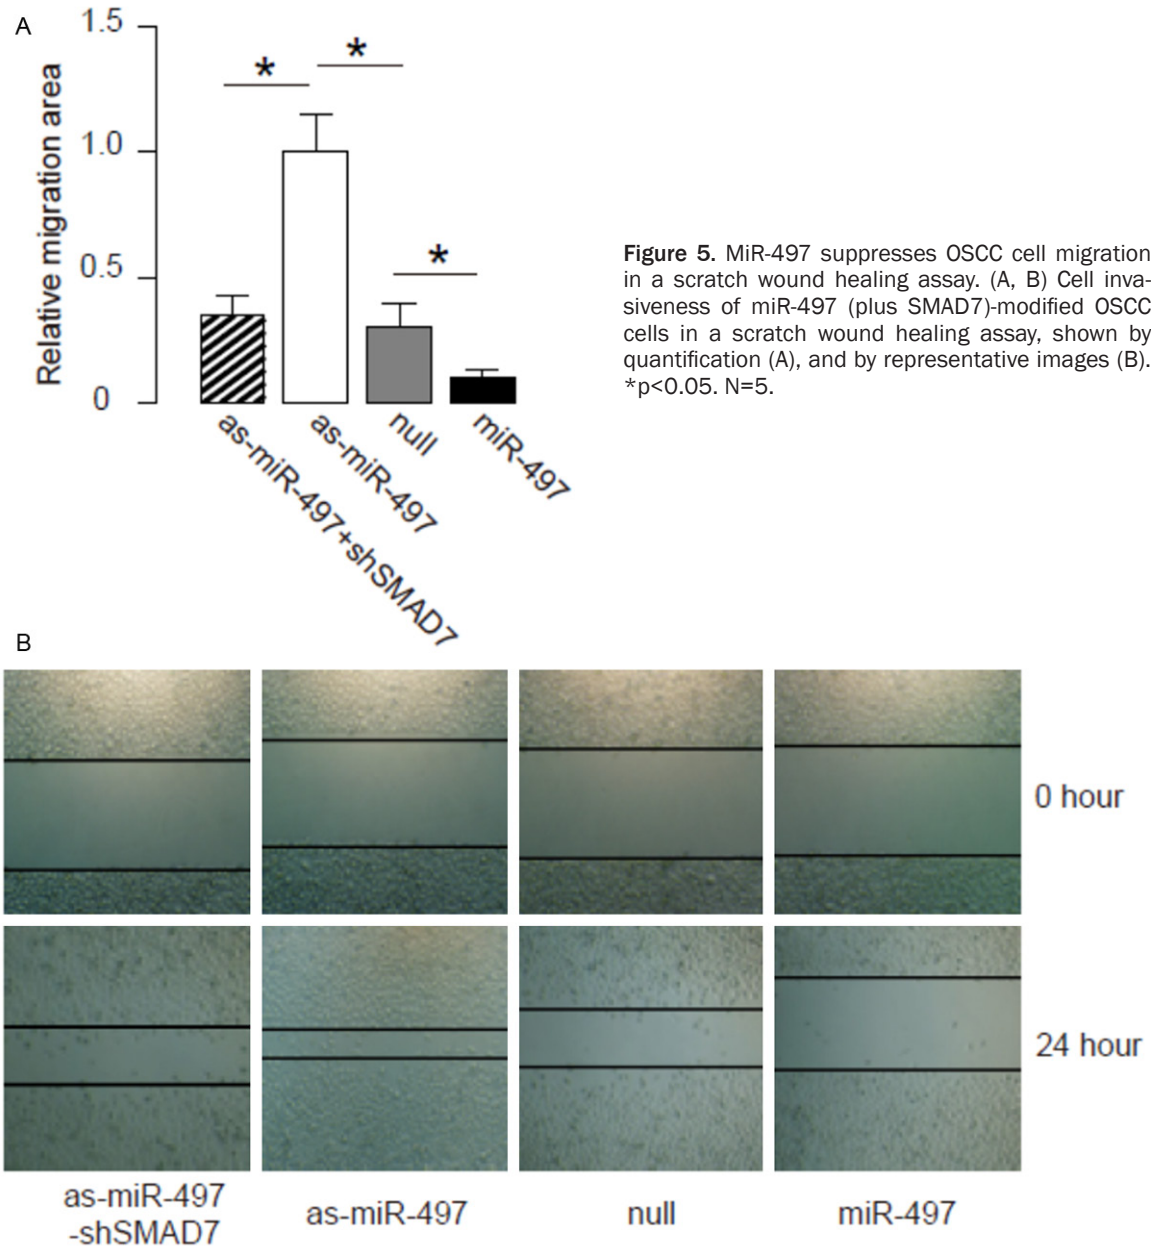 A
1.5
1.0
0.5
0
Relative migration area
*
*
*
as-miR-497+shSMAD7
as-miR-497
null
miR-497
Figure 5. MiR-497 suppresses OSCC cell migration
in a scratch wound healing assay. (A, B) Cell inva-
siveness of miR-497 (plus SMAD7)-modified OSCC
cells in a scratch wound healing assay, shown by
quantification (A), and by representative images (B).
*p<0.05. N=5.
B
0 hour
24 hour
as-miR-497
-shSMAD7
as-miR-497
null
miR-497